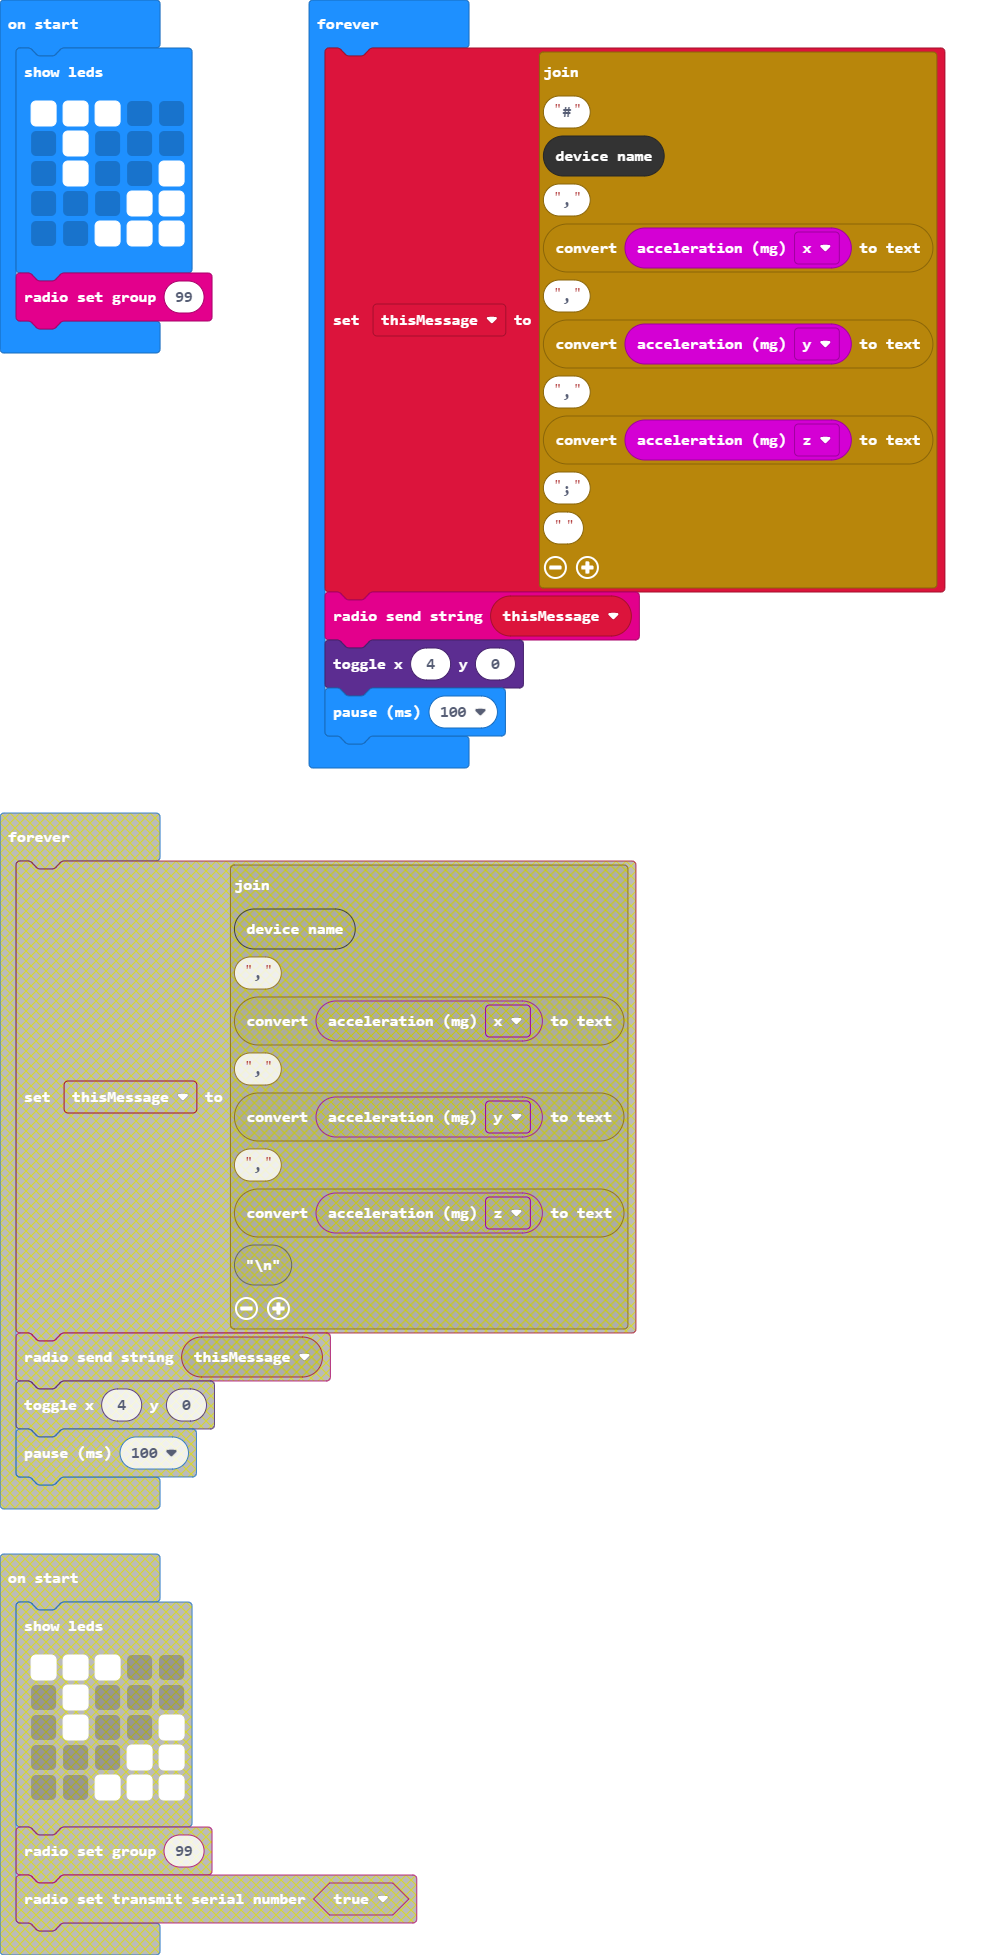 on start
show leds
radio set group 99
forever
set thisMessage to
join
"#"
device name
","
convert acceleration (mg) x to text
","
convert acceleration (mg) y to text
","
convert acceleration (mg) z to text
";"
" "
radio send string thisMessage
toggle x 4 y 0
pause (ms) 100
forever
set thisMessage to
join
device name
","
convert acceleration (mg) x to text
","
convert acceleration (mg) y to text
","
convert acceleration (mg) z to text
"\n"
radio send string thisMessage
toggle x 4 y 0
pause (ms) 100
on start
show leds
radio set group 99
radio set transmit serial number true